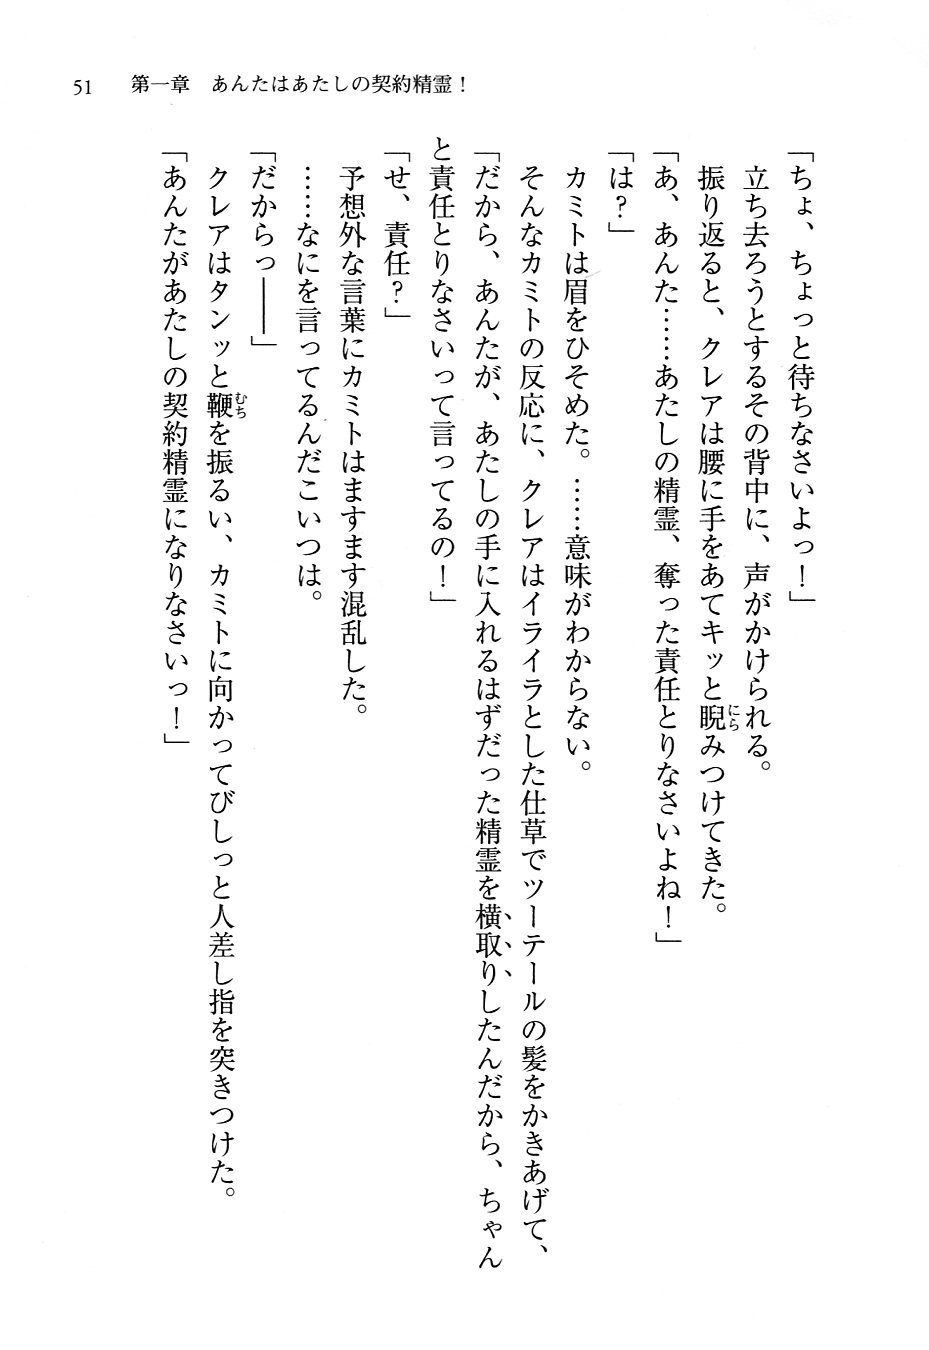 51　第一章　あんたはあたしの契約精霊！
「ちょ、ちょっと待ちなさいよっ！」
　立ち去ろうとするその背中に、声がかけられる。
　振り返ると、クレアは腰に手をあてキッと睨みつけてきた。
「あ、あんた……あたしの精霊、奪った責任とりなさいよね！」
「は？」
　カミトは眉をひそめた。……意味がわからない。
　そんなカミトの反応に、クレアはイライラとした仕草でツーテールの髪をかきあげて、
「だから、あんたが、あたしの手に入れるはずだった精霊を横取りしたんだから、ちゃん
と責任とりなさいって言ってるの！」
「せ、責任？」
　予想外な言葉にカミトはますます混乱した。
　……なにを言ってるんだこいつは。
「だからっ――」
　クレアはタンッと鞭を振るい、カミトに向かってびしっと人差し指を突きつけた。
「あんたがあたしの契約精霊になりなさいっ！」